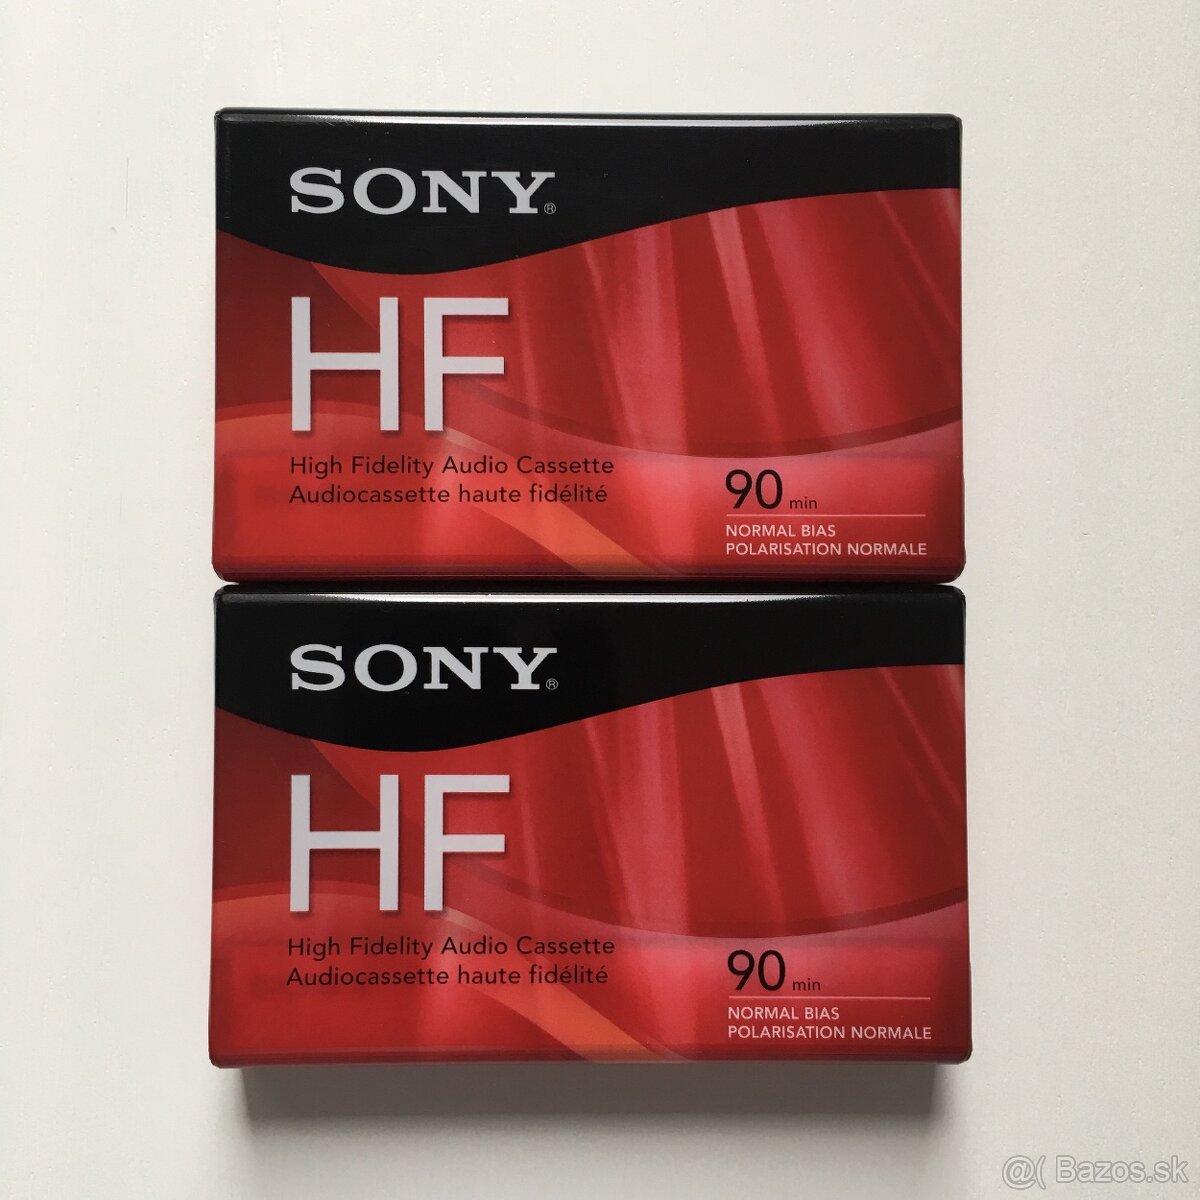 SONY®
HF
High Fidelity Audio Cassette
Audiocassette haute fidélité
90 min
NORMAL BIAS
POLARISATION NORMALE
SONY®
HF
High Fidelity Audio Cassette
Audiocassette haute fidélité
90 min
NORMAL BIAS
POLARISATION NORMALE
@( Bazos.sk